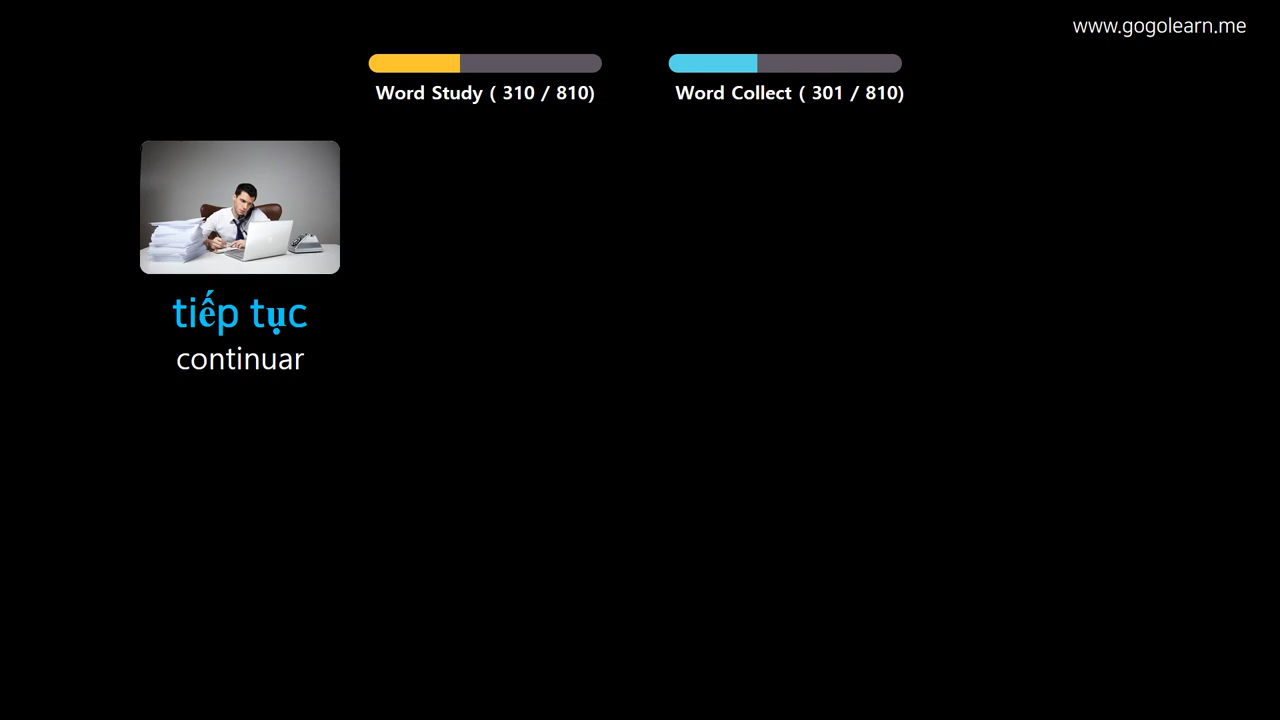 www.gogolearn.me
Word Study ( 310 / 810)
Word Collect ( 301 / 810)
tiếp tục
continuar